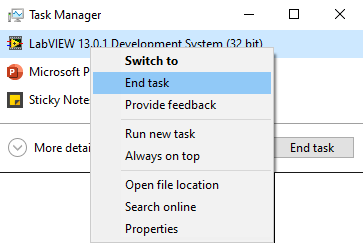 Task Manager
LabVIEW 13.0.1 Development System (32 bit)
Switch to
Microsoft P
End task
Sticky Note
Provide feedback
Run new task
More detai
End task
Always on top
Open file location
Search online
Properties